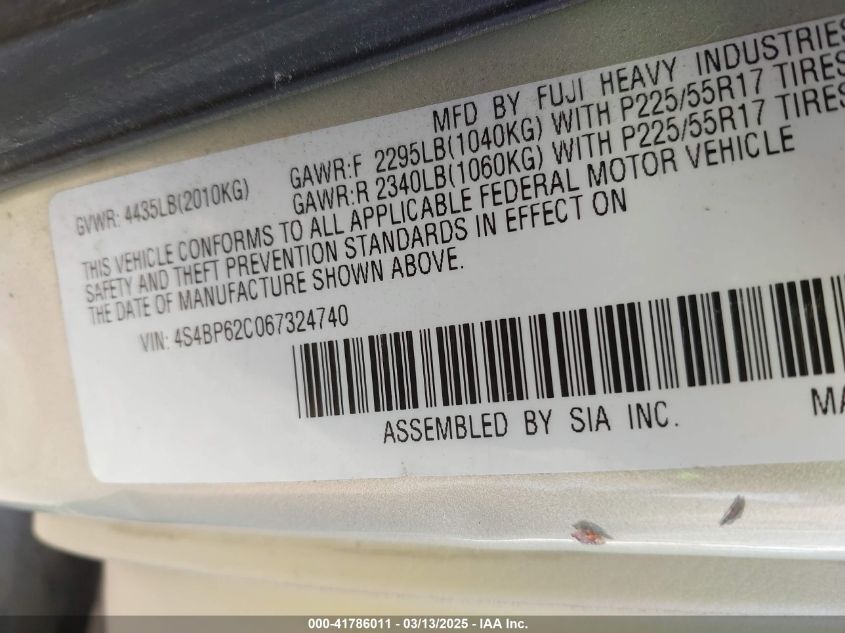 MFD BY FUJI HEAVY INDUSTRIES
GVWR: 4435LB(2010KG)
GAWR:F 2295LB(1040KG) WITH P225/55R17 TIRES
GAWR:R 2340LB(1060KG) WITH P225/55R17 TIRES
THIS VEHICLE CONFORMS TO ALL APPLICABLE FEDERAL MOTOR VEHICLE
SAFETY AND THEFT PREVENTION STANDARDS IN EFFECT ON
THE DATE OF MANUFACTURE SHOWN ABOVE.
VIN: 4S4BP62C067324740
ASSEMBLED BY SIA INC.
000-41786011 - 03/13/2025 - IAA Inc.